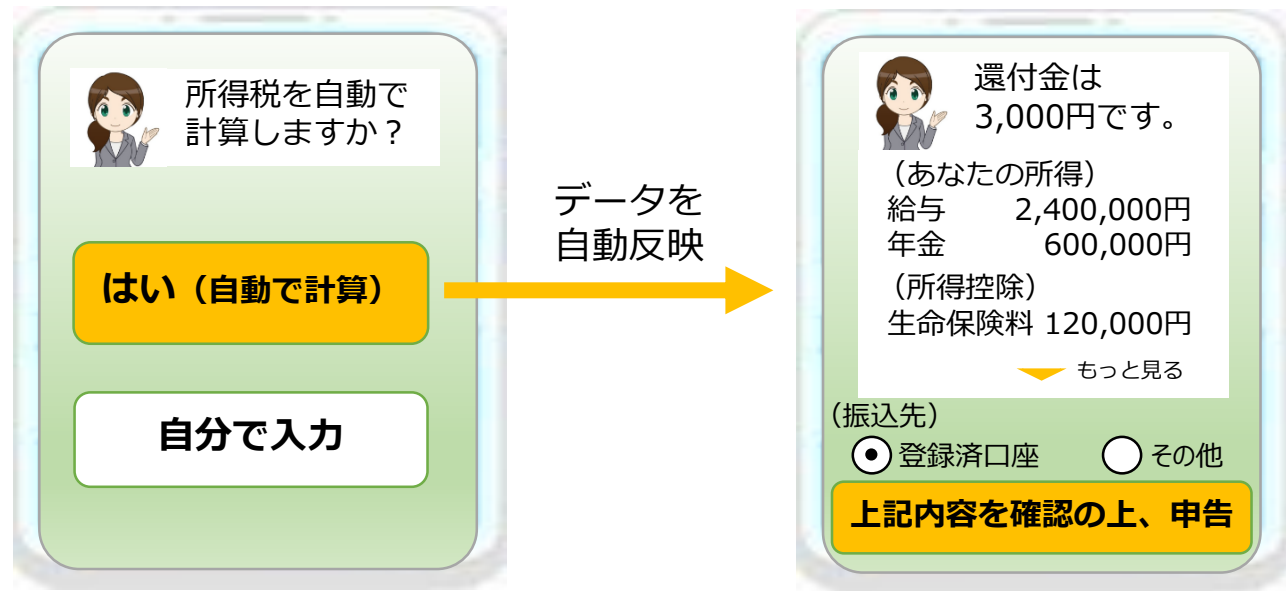 所得税を自動で
計算しますか？
はい（自動で計算）
自分で入力
データを
自動反映
還付金は
3,000円です。
（あなたの所得）
給与 2,400,000円
年金 600,000円
（所得控除）
生命保険料 120,000円
もっと見る
（振込先）
登録済口座 その他
上記内容を確認の上、申告